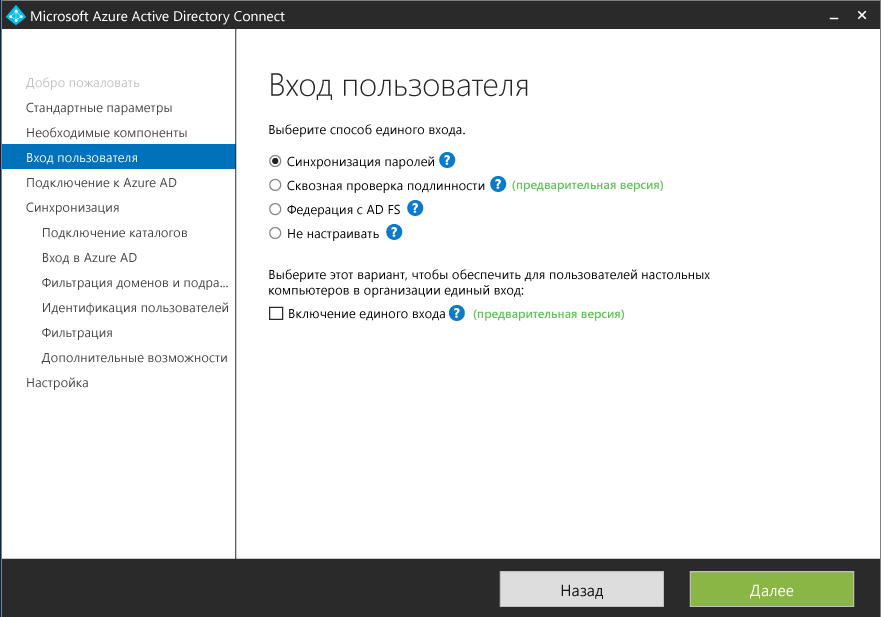 Microsoft Azure Active Directory Connect
Добро пожаловать
Стандартные параметры
Необходимые компоненты
Вход пользователя
Подключение к Azure AD
Синхронизация
Подключение каталогов
Вход в Azure AD
Фильтрация доменов и подра...
Идентификация пользователей
Фильтрация
Дополнительные возможности
Настройка
Вход пользователя
Выберите способ единого входа.
Синхронизация паролей ?
Сквозная проверка подлинности ? (предварительная версия)
Федерация с AD FS ?
Не настраивать ?
Выберите этот вариант, чтобы обеспечить для пользователей настольных
компьютеров в организации единый вход:
Включение единого входа ? (предварительная версия)
Назад
Далее